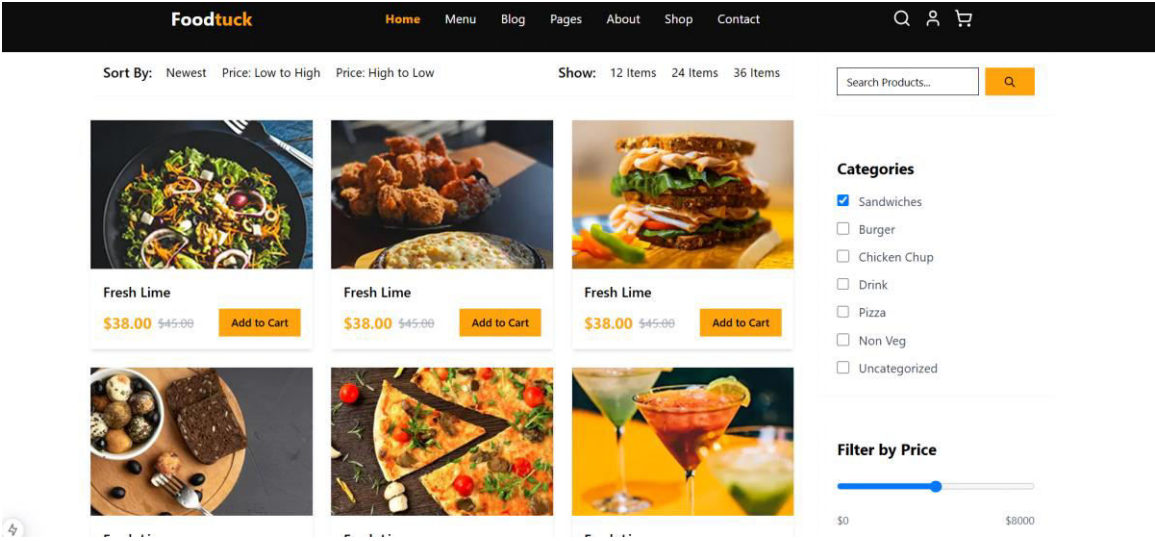 Foodtuck Home Menu Blog Pages About Shop Contact
Sort By: Newest Price: Low to High Price: High to Low Show: 12 Items 24 Items 36 Items
Search Products...
Fresh Lime
$38.00 $45.00 Add to Cart
Fresh Lime
$38.00 $45.00 Add to Cart
Fresh Lime
$38.00 $45.00 Add to Cart
Categories
Sandwiches
Burger
Chicken Chup
Drink
Pizza
Non Veg
Uncategorized
Filter by Price
$0 $8000